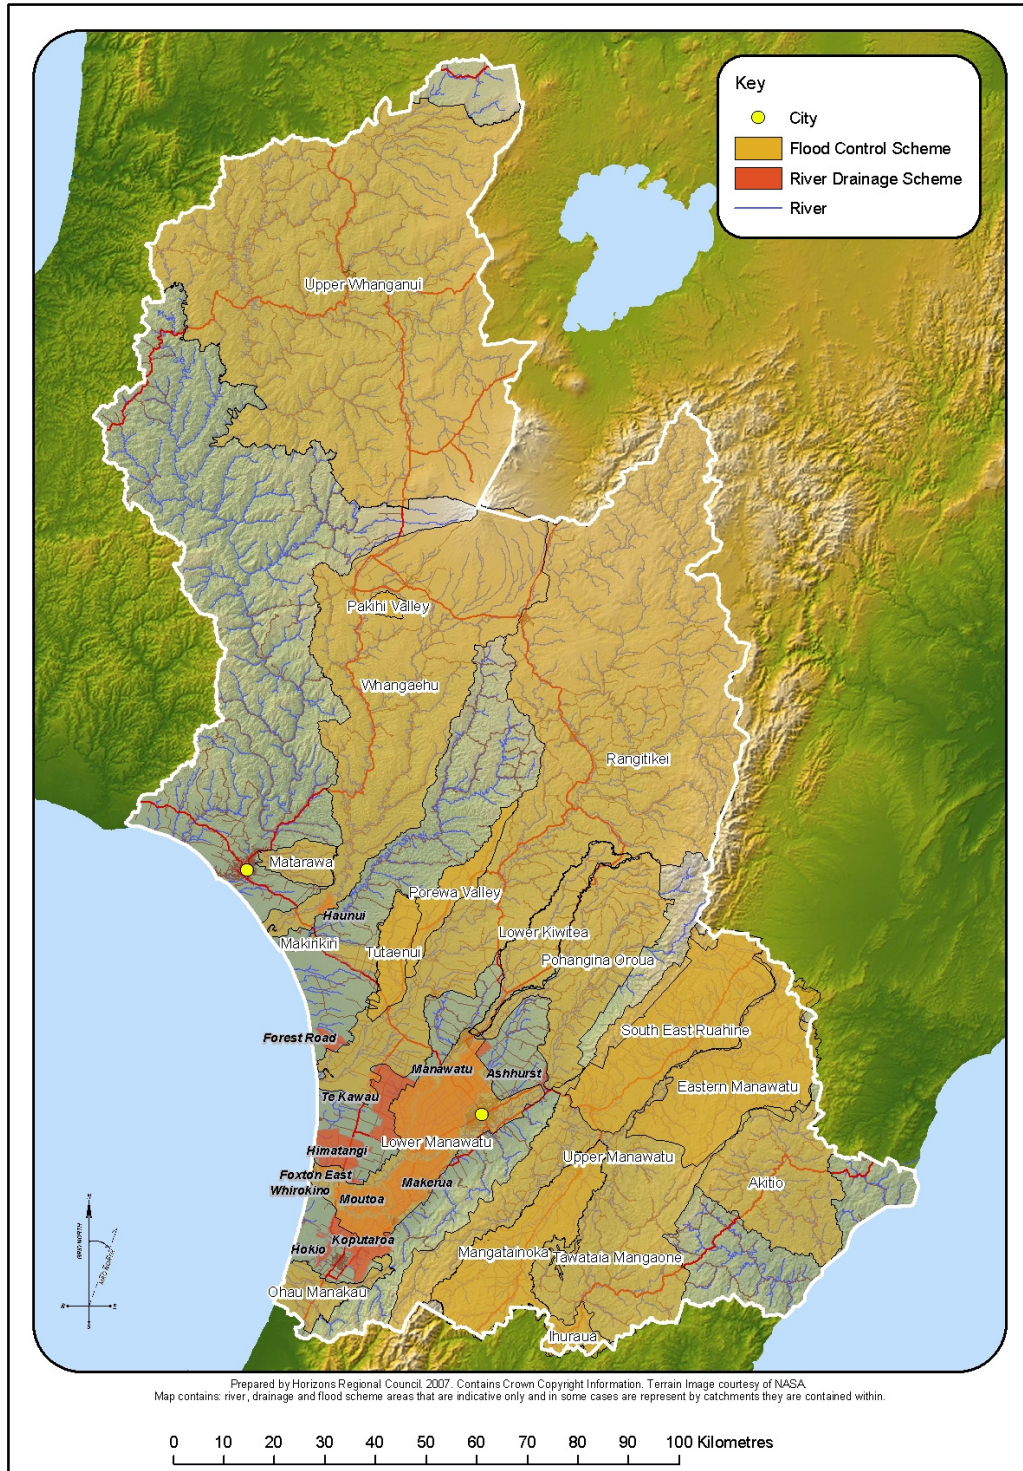 Key
City
Flood Control Scheme
River Drainage Scheme
River
Upper Whanganui
Pakihi Valley
Whangaehu
Rangitikei
Matarawa
Porewa Valley
Haunui
Lower Kiwitea
Makirikiri
Tutaenui
Pohangina Oroua
South East Ruahine
Forest Road
Manawatu
Ashhurst
Eastern Manawatu
Te Kawau
Lower Manawatu
Himatangi
Upper Manawatu
Foxton East
Makerua
Akitio
Whirokino
Moutoa
Koputaroa
Hokio
Mangatainoka
Tawataia Mangaone
Ohau Manakau
Ihuraua
Prepared by Horizons Regional Council. 2007. Contains Crown Copyright Information. Terrain Image courtesy of NASA.
Map contains: river, drainage and flood scheme areas that are indicative only and in some cases are represent by catchments they are contained within.
0 10 20 30 40 50 60 70 80 90 100 Kilometres